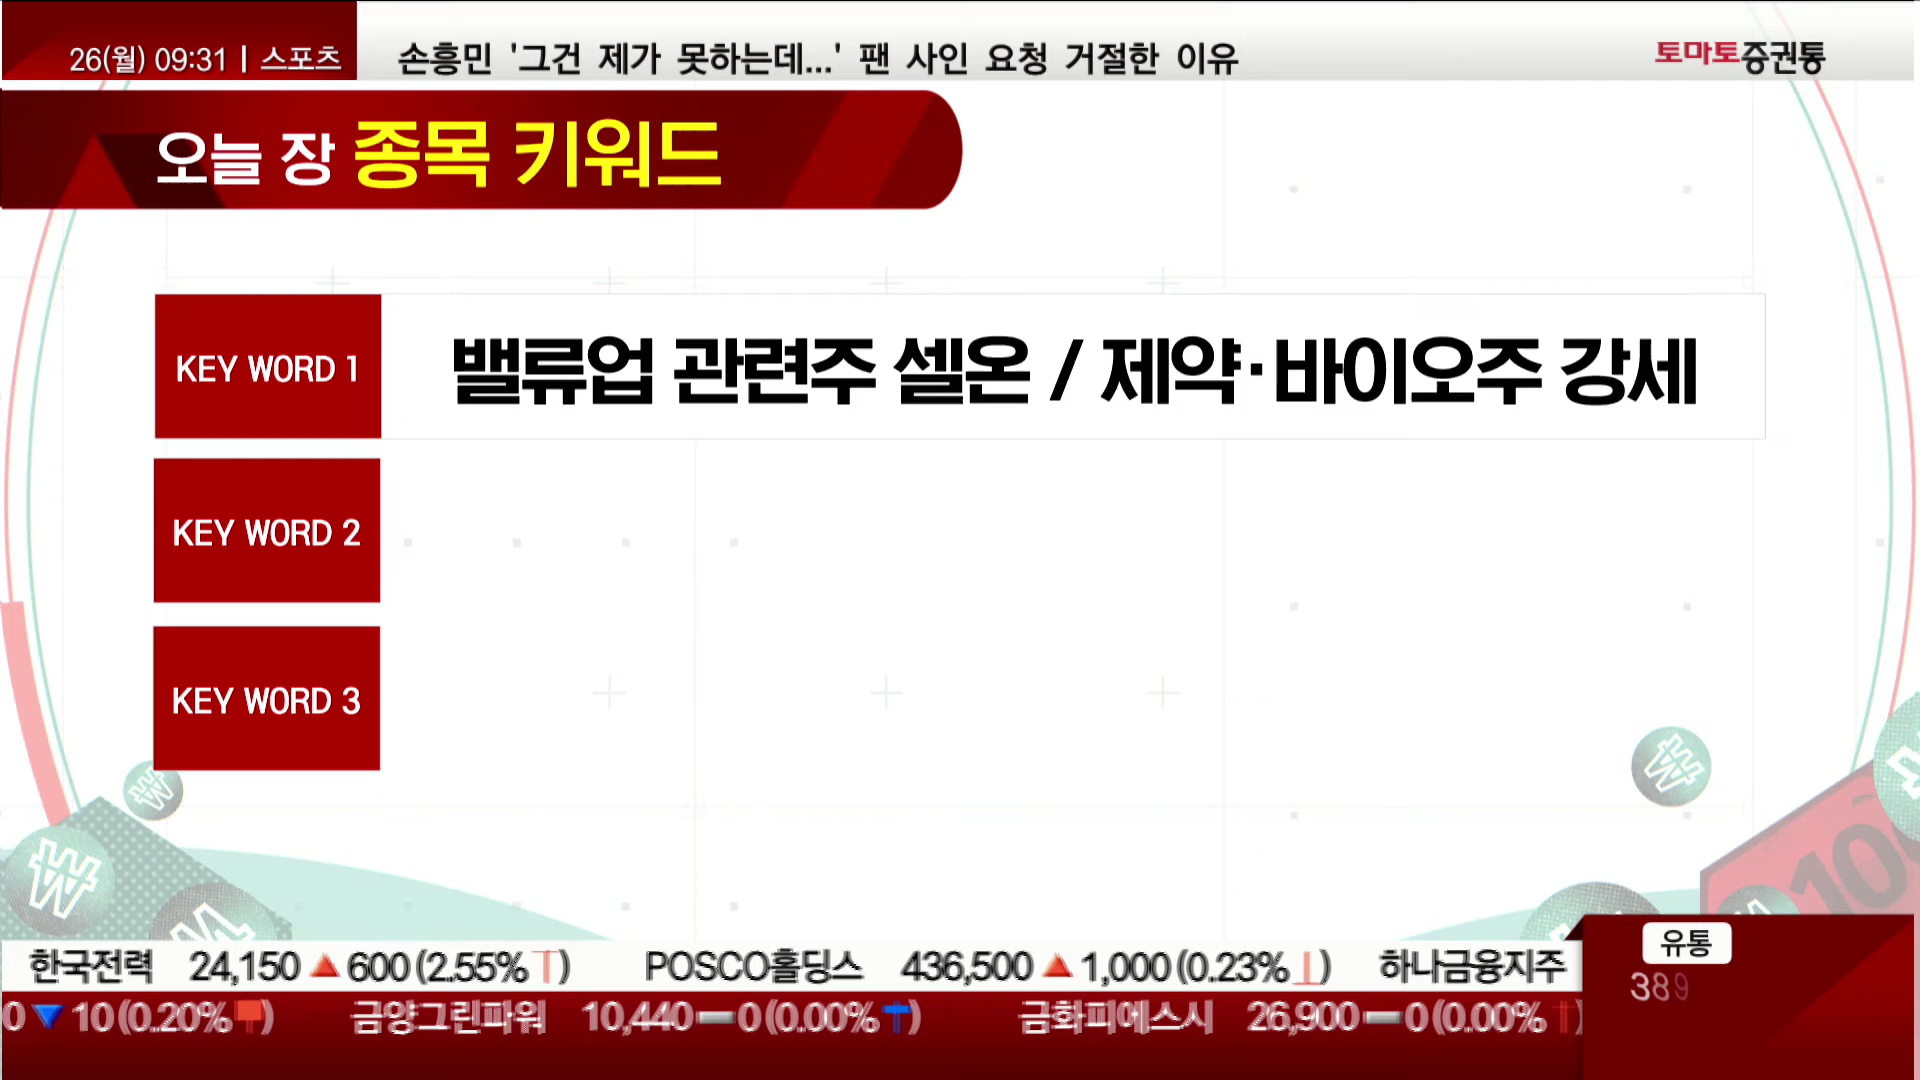 26(월) 09:31 | 스포츠 손흥민 '그건 제가 못하는데...' 팬 사인 요청 거절한 이유 토마토증권통
오늘 장 종목 키워드
KEY WORD 1 밸류업 관련주 셀온 / 제약·바이오주 강세
KEY WORD 2
KEY WORD 3
한국전력 24,150 ▲ 600 (2.55%) POSCO홀딩스 436,500 ▲ 1,000 (0.23%) 하나금융지주
유통
389
0 ▼ 10 (0.20%) 금양그린파워 10,440 0 (0.00%) 금화피에스시 26,900 0 (0.00%)
100